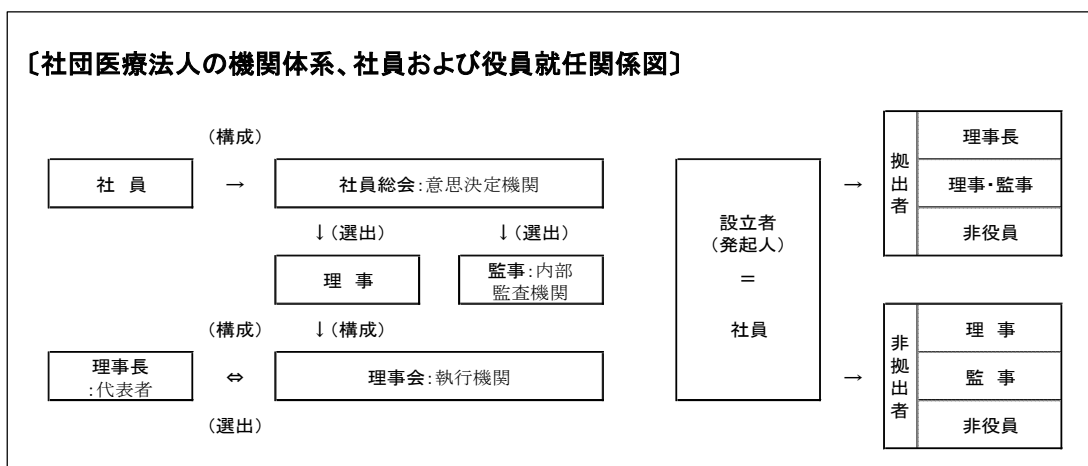 〔社団医療法人の機関体系、社員および役員就任関係図〕
(構成)
社 員
→
社員総会:意思決定機関
↓(選出)
↓(選出)
理 事
監事:内部
監査機関
(構成)
↓(構成)
理事長
:代表者
⇔
理事会:執行機関
(選出)
設立者
(発起人)
=
社員
→
拠出者
理事長
理事・監事
非役員
→
非拠出者
理 事
監 事
非役員